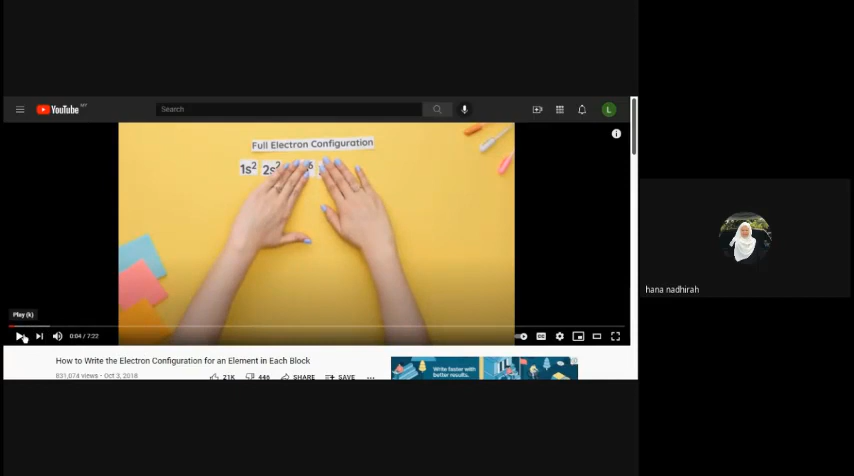 YouTube MY
Search
L
Full Electron Configuration
1s² 2s² 6
Play (k)
0:04 / 7:22
hana nadhirah
How to Write the Electron Configuration for an Element in Each Block
831,074 views • Oct 3, 2018
21K 446 SHARE SAVE ...
Write faster with
better results.